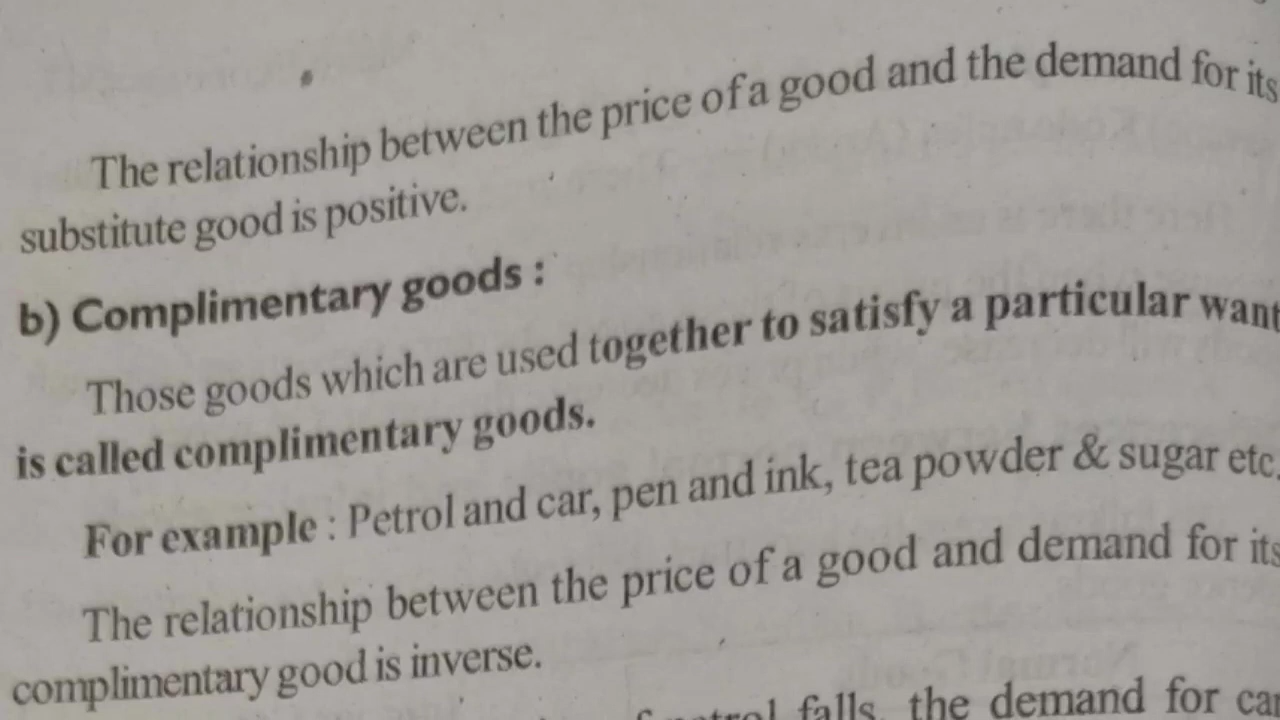 The relationship between the price of a good and the demand for its
substitute good is positive.
b) Complimentary goods :
Those goods which are used together to satisfy a particular want
is called complimentary goods.
For example : Petrol and car, pen and ink, tea powder & sugar etc.
The relationship between the price of a good and demand for its
complimentary good is inverse.
falls, the demand for car